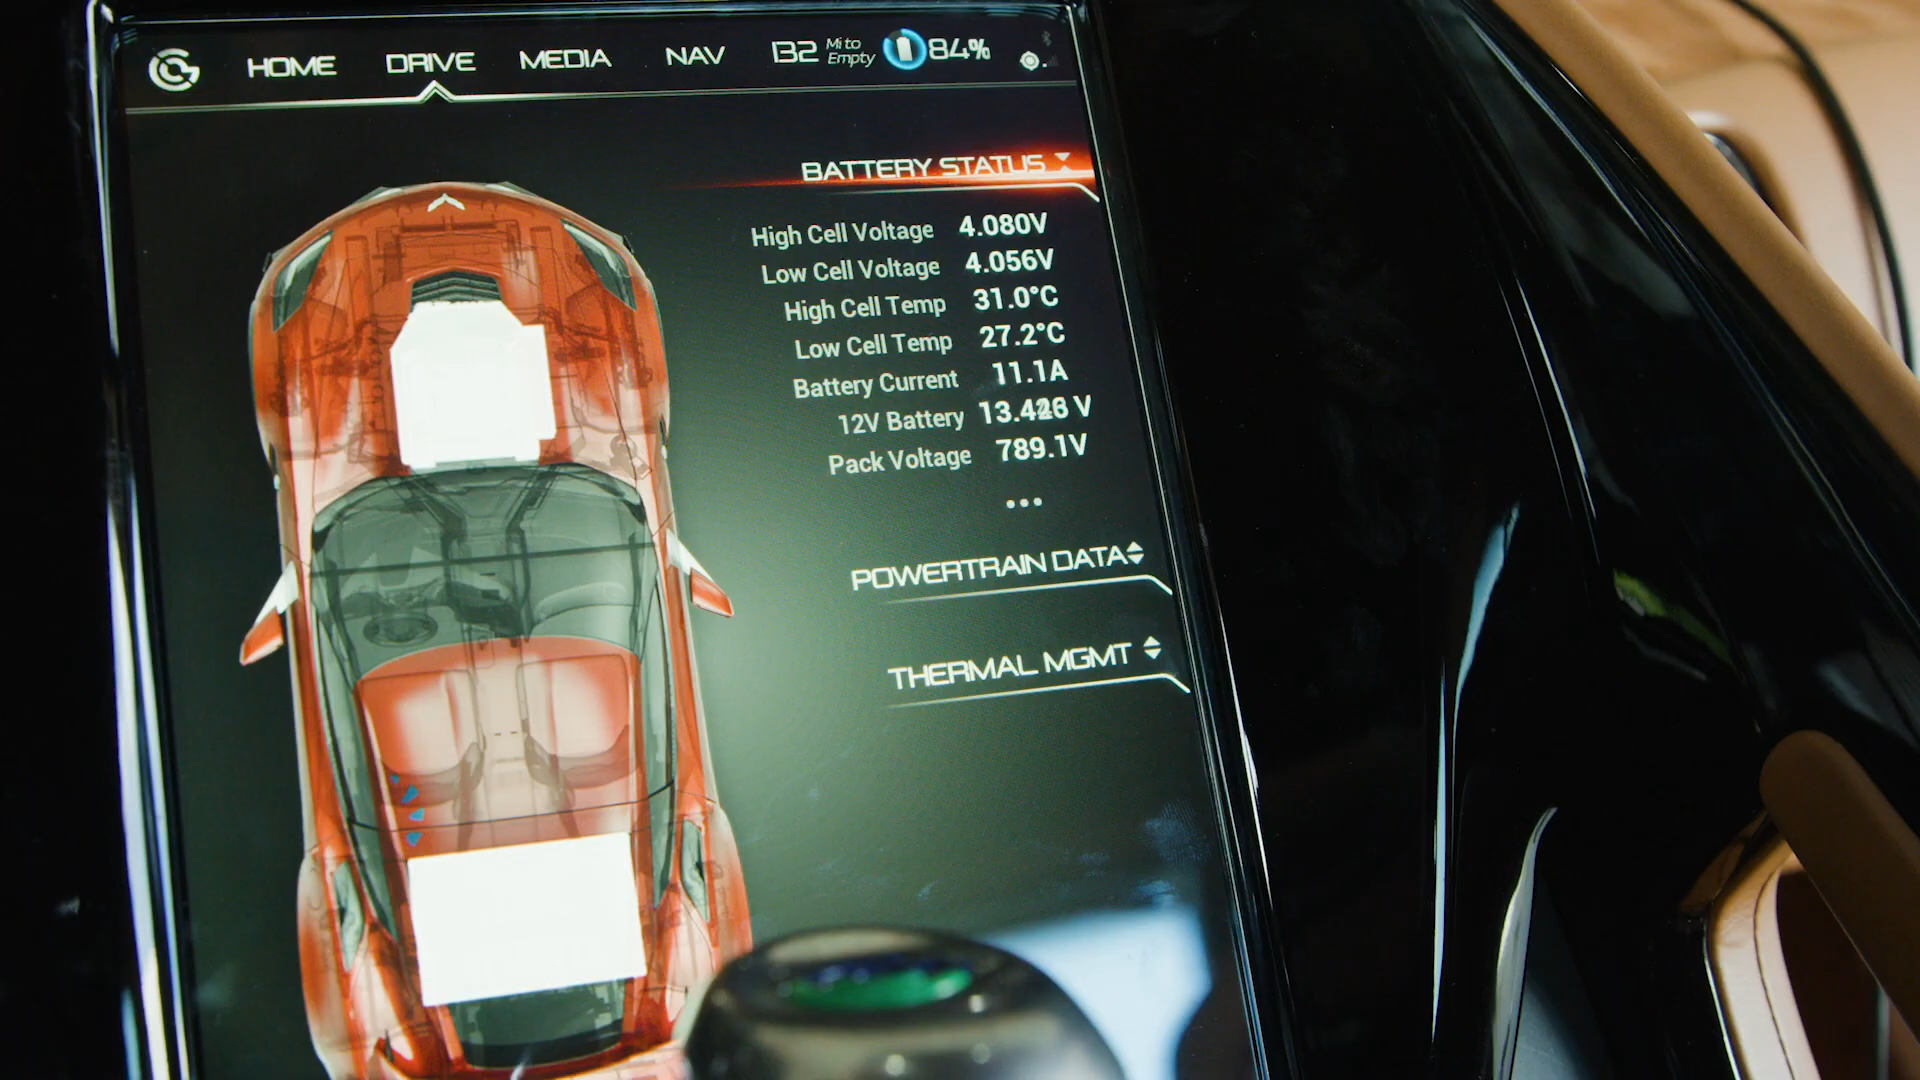 HOME DRIVE MEDIA NAV 132 Mi to Empty 84%
BATTERY STATUS
High Cell Voltage 4.080V
Low Cell Voltage 4.056V
High Cell Temp 31.0°C
Low Cell Temp 27.2°C
Battery Current 11.1A
12V Battery V
Pack Voltage 789.1V
...
POWERTRAIN DATA
THERMAL MGMT